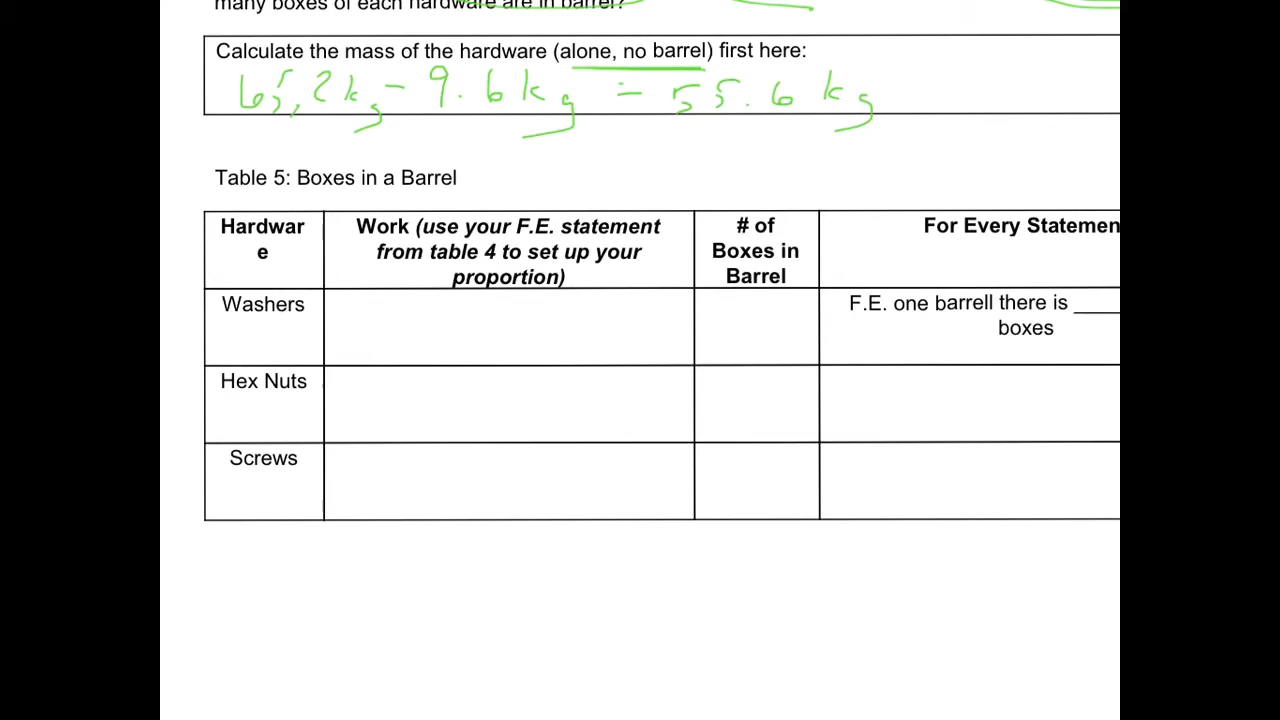 many boxes of each hardware are in barrel?
Calculate the mass of the hardware (alone, no barrel) first here:
65.2kg - 9.6kg = 55.6 kg
Table 5: Boxes in a Barrel
Hardwar
e
Work (use your F.E. statement
from table 4 to set up your
proportion)
# of
Boxes in
Barrel
For Every Statemen
Washers
F.E. one barrell there is ____
boxes
Hex Nuts
Screws